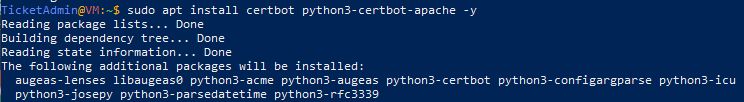 TicketAdmin@VM:~$ sudo apt install certbot python3-certbot-apache -y
Reading package lists... Done
Building dependency tree... Done
Reading state information... Done
The following additional packages will be installed:
  augeas-lenses libaugeas0 python3-acme python3-augeas python3-certbot python3-configargparse python3-icu
  python3-josepy python3-parsedatetime python3-rfc3339